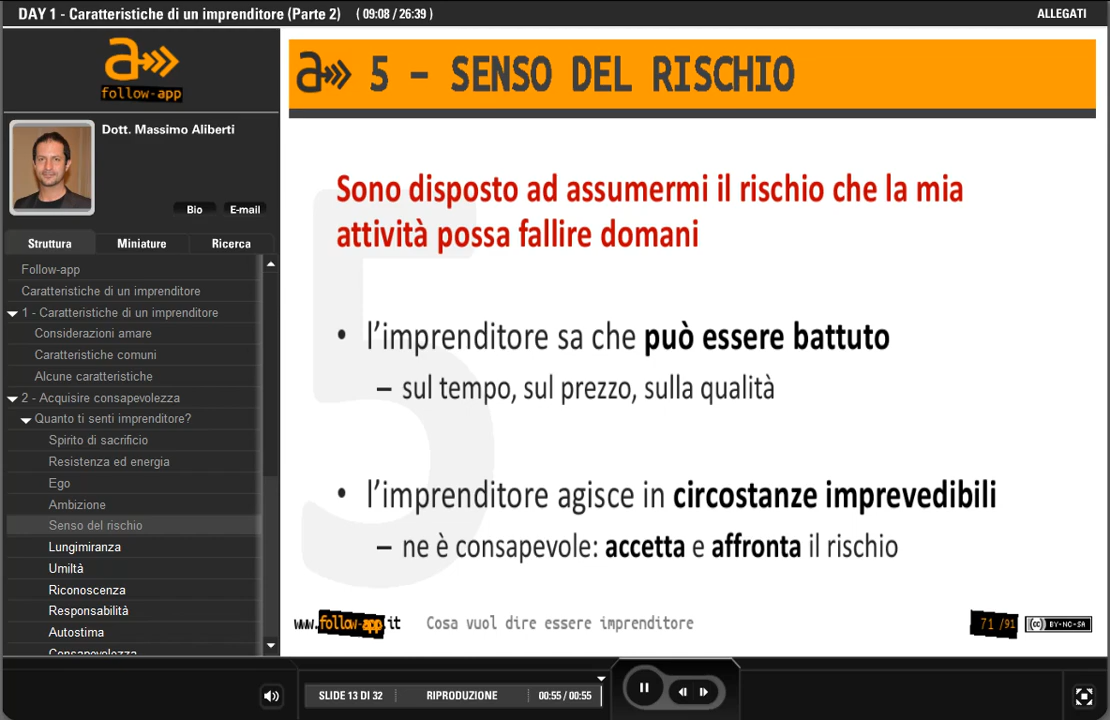 DAY 1 - Caratteristiche di un imprenditore (Parte 2) ( 09:08 / 26:39 )
ALLEGATI
a
follow-app
Dott. Massimo Aliberti
Bio
E-mail
Struttura
Miniature
Ricerca
Follow-app
Caratteristiche di un imprenditore
1 - Caratteristiche di un imprenditore
Considerazioni amare
Caratteristiche comuni
Alcune caratteristiche
2 - Acquisire consapevolezza
Quanto ti senti imprenditore?
Spirito di sacrificio
Resistenza ed energia
Ego
Ambizione
Senso del rischio
Lungimiranza
Umiltà
Riconoscenza
Responsabilità
Autostima
Consapevolezza
a 5 - SENSO DEL RISCHIO
5
Sono disposto ad assumermi il rischio che la mia
attività possa fallire domani
• l'imprenditore sa che può essere battuto
– sul tempo, sul prezzo, sulla qualità
• l'imprenditore agisce in circostanze imprevedibili
– ne è consapevole: accetta e affronta il rischio
www.follow-app.it
Cosa vuol dire essere imprenditore
71 /91
cc BY-NC-SA
SLIDE 13 DI 32
RIPRODUZIONE
00:55 / 00:55